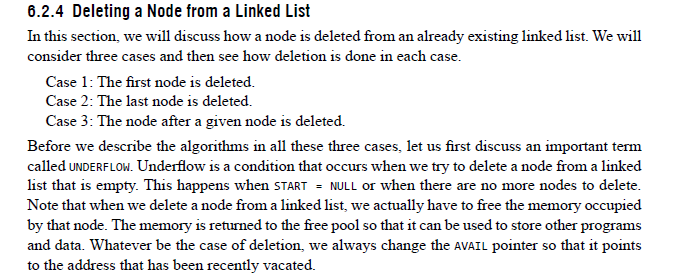 6.2.4 Deleting a Node from a Linked List
In this section, we will discuss how a node is deleted from an already existing linked list. We will
consider three cases and then see how deletion is done in each case.
Case 1: The first node is deleted.
Case 2: The last node is deleted.
Case 3: The node after a given node is deleted.
Before we describe the algorithms in all these three cases, let us first discuss an important term
called UNDERFLOW. Underflow is a condition that occurs when we try to delete a node from a linked
list that is empty. This happens when START = NULL or when there are no more nodes to delete.
Note that when we delete a node from a linked list, we actually have to free the memory occupied
by that node. The memory is returned to the free pool so that it can be used to store other programs
and data. Whatever be the case of deletion, we always change the AVAIL pointer so that it points
to the address that has been recently vacated.